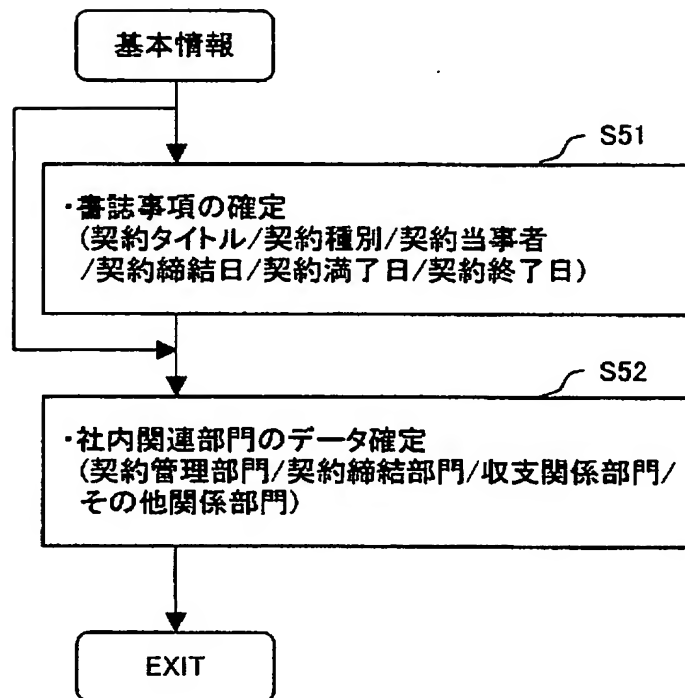 基本情報
S51
・書誌事項の確定
(契約タイトル/契約種別/契約当事者
/契約締結日/契約満了日/契約終了日)
S52
・社内関連部門のデータ確定
(契約管理部門/契約締結部門/収支関係部門/
その他関係部門)
EXIT